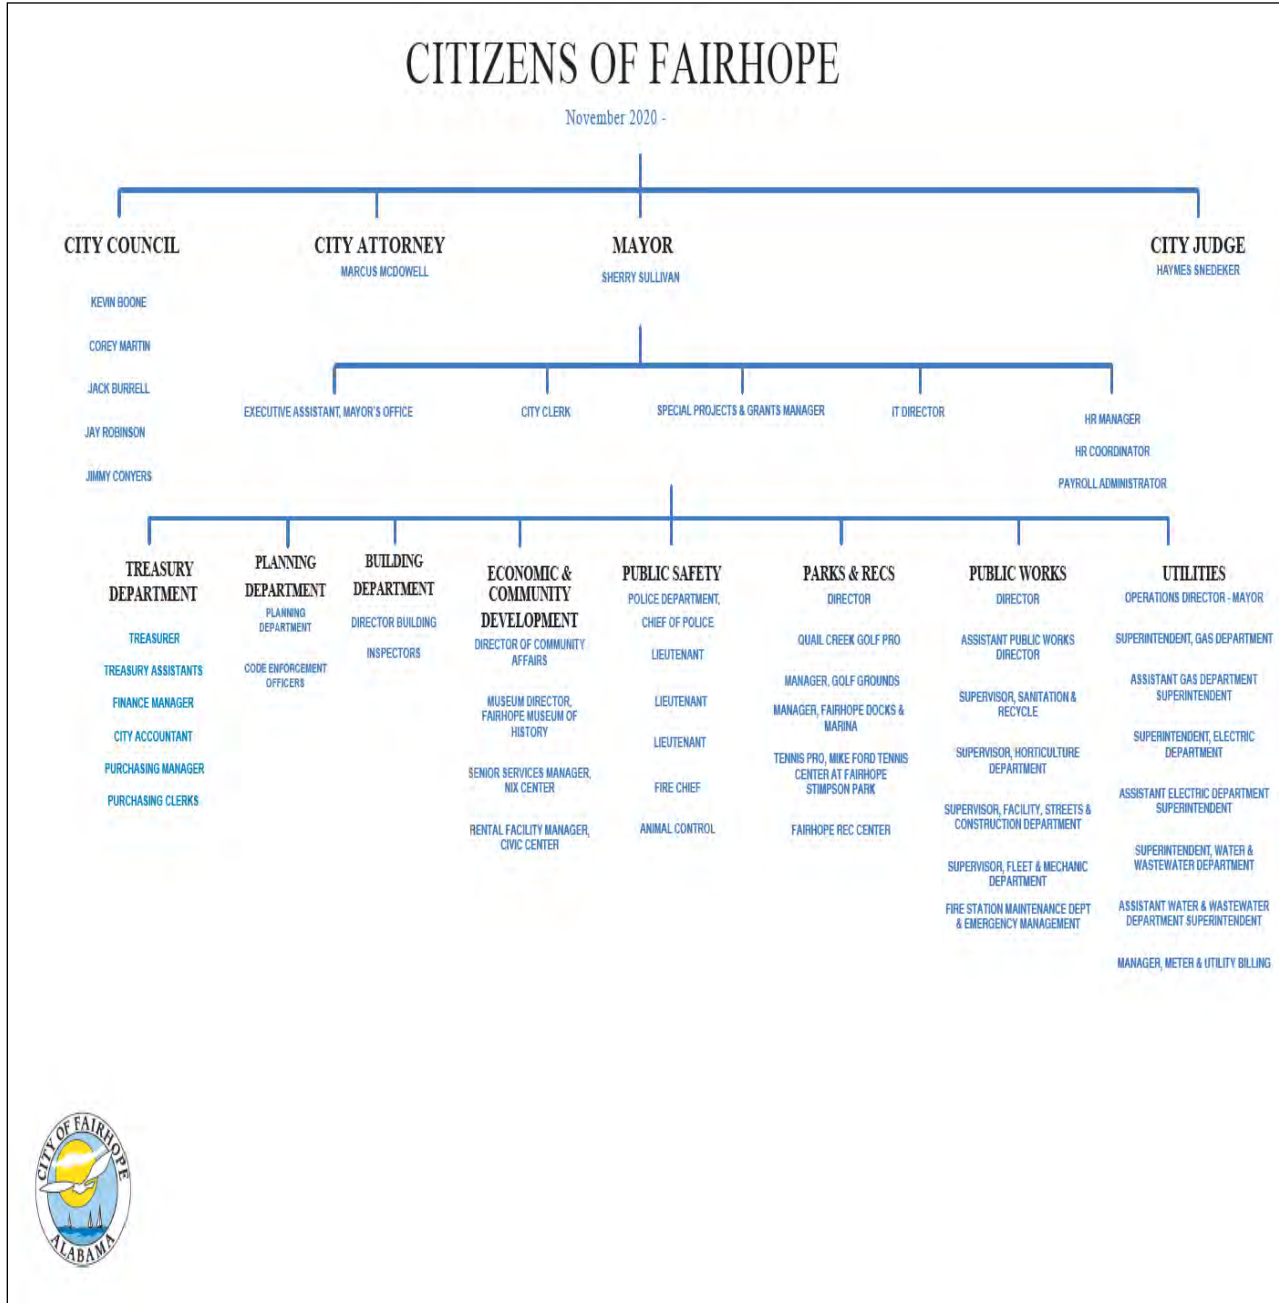 CITIZENS OF FAIRHOPE
November 2020 -
CITY COUNCIL
KEVIN BOONE
COREY MARTIN
JACK BURRELL
JAY ROBINSON
JIMMY CONYERS
CITY ATTORNEY
MARCUS MCDOWELL
MAYOR
SHERRY SULLIVAN
CITY JUDGE
HAYMES SNEDEKER
EXECUTIVE ASSISTANT, MAYOR'S OFFICE
CITY CLERK
SPECIAL PROJECTS & GRANTS MANAGER
IT DIRECTOR
HR MANAGER
HR COORDINATOR
PAYROLL ADMINISTRATOR
TREASURY
DEPARTMENT
TREASURER
TREASURY ASSISTANTS
FINANCE MANAGER
CITY ACCOUNTANT
PURCHASING MANAGER
PURCHASING CLERKS
PLANNING
DEPARTMENT
PLANNING
DEPARTMENT
CODE ENFORCEMENT
OFFICERS
BUILDING
DEPARTMENT
DIRECTOR BUILDING
INSPECTORS
ECONOMIC &
COMMUNITY
DEVELOPMENT
DIRECTOR OF COMMUNITY
AFFAIRS
MUSEUM DIRECTOR,
FAIRHOPE MUSEUM OF
HISTORY
SENIOR SERVICES MANAGER,
NIX CENTER
RENTAL FACILITY MANAGER,
CIVIC CENTER
PUBLIC SAFETY
POLICE DEPARTMENT,
CHIEF OF POLICE
LIEUTENANT
LIEUTENANT
LIEUTENANT
FIRE CHIEF
ANIMAL CONTROL
PARKS & RECS
DIRECTOR
QUAIL CREEK GOLF PRO
MANAGER, GOLF GROUNDS
MANAGER, FAIRHOPE DOCKS &
MARINA
TENNIS PRO, MIKE FORD TENNIS
CENTER AT FAIRHOPE
STIMPSON PARK
FAIRHOPE REC CENTER
PUBLIC WORKS
DIRECTOR
ASSISTANT PUBLIC WORKS
DIRECTOR
SUPERVISOR, SANITATION &
RECYCLE
SUPERVISOR, HORTICULTURE
DEPARTMENT
SUPERVISOR, FACILITY, STREETS &
CONSTRUCTION DEPARTMENT
SUPERVISOR, FLEET & MECHANIC
DEPARTMENT
FIRE STATION MAINTENANCE DEPT
& EMERGENCY MANAGEMENT
UTILITIES
OPERATIONS DIRECTOR - MAYOR
SUPERINTENDENT, GAS DEPARTMENT
ASSISTANT GAS DEPARTMENT
SUPERINTENDENT
SUPERINTENDENT, ELECTRIC
DEPARTMENT
ASSISTANT ELECTRIC DEPARTMENT
SUPERINTENDENT
SUPERINTENDENT, WATER &
WASTEWATER DEPARTMENT
ASSISTANT WATER & WASTEWATER
DEPARTMENT SUPERINTENDENT
MANAGER, METER & UTILITY BILLING
CITY OF FAIRHOPE
ALABAMA